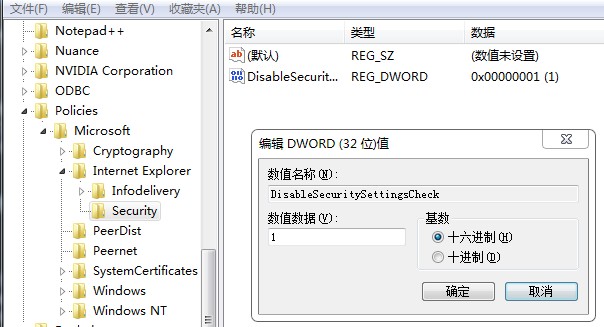 文件(F) 编辑(E) 查看(V) 收藏夹(A) 帮助(H)
Notepad++
Nuance
NVIDIA Corporation
ODBC
Policies
Microsoft
Cryptography
Internet Explorer
Infodelivery
Security
PeerDist
Peernet
SystemCertificates
Windows
Windows NT
名称 类型 数据
(默认) REG_SZ (数值未设置)
DisableSecurit... REG_DWORD 0x00000001 (1)
编辑 DWORD (32 位)值
数值名称(N):
DisableSecuritySettingsCheck
数值数据(V):
1
基数
十六进制(H)
十进制(D)
确定 取消